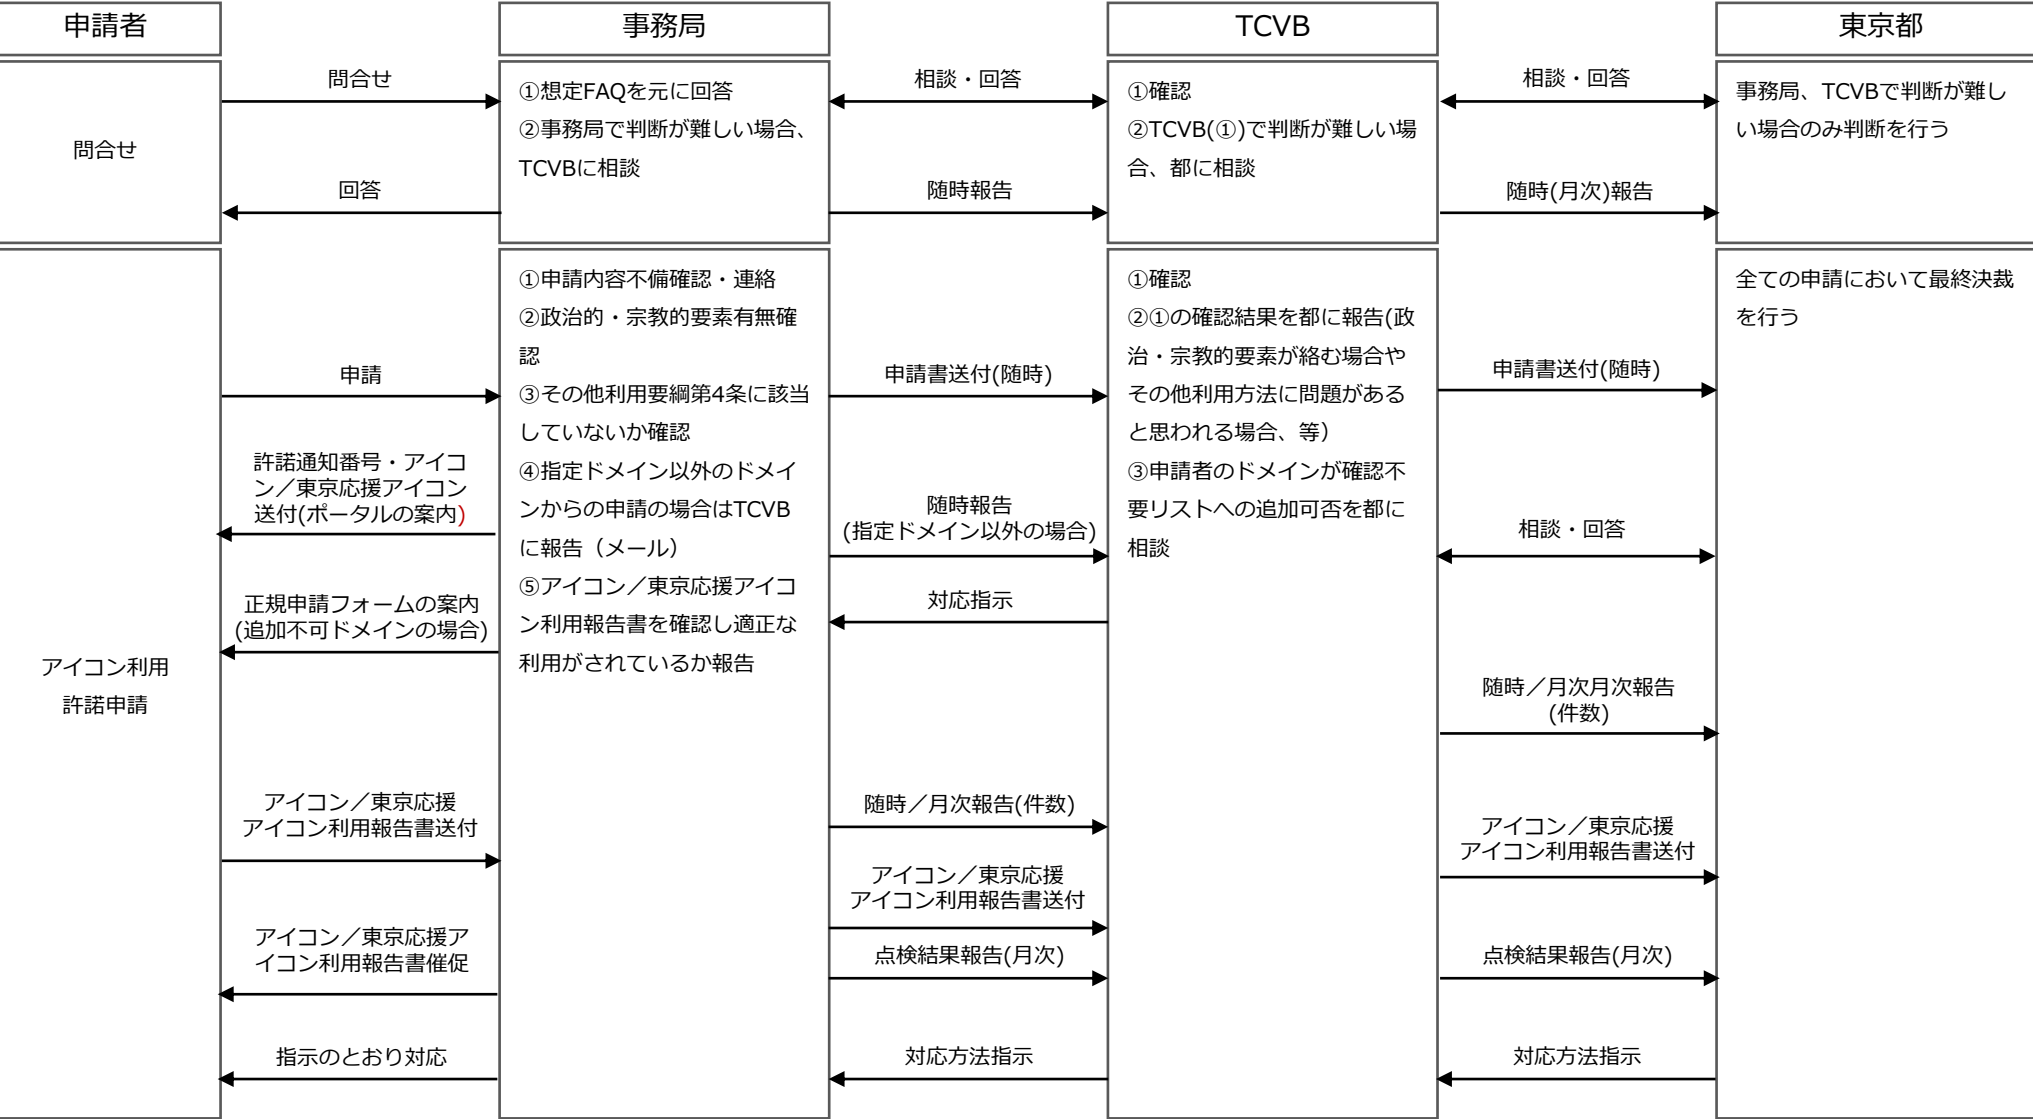 申請者
事務局
TCVB
東京都
問合せ
問合せ
回答
①想定FAQを元に回答
②事務局で判断が難しい場合、
TCVBに相談
相談・回答
随時報告
①確認
②TCVB(①)で判断が難しい場
合、都に相談
相談・回答
随時(月次)報告
事務局、TCVBで判断が難し
い場合のみ判断を行う
アイコン利用
許諾申請
申請
許諾通知番号・アイコ
ン／東京応援アイコン
送付(ポータルの案内)
正規申請フォームの案内
(追加不可ドメインの場合)
アイコン／東京応援
アイコン利用報告書送付
アイコン／東京応援ア
イコン利用報告書催促
指示のとおり対応
①申請内容不備確認・連絡
②政治的・宗教的要素有無確
認
③その他利用要綱第4条に該当
していないか確認
④指定ドメイン以外のドメイ
ンからの申請の場合はTCVB
に報告（メール）
⑤アイコン／東京応援アイコ
ン利用報告書を確認し適正な
利用がされているか報告
申請書送付(随時)
随時報告
(指定ドメイン以外の場合)
対応指示
随時／月次報告(件数)
アイコン／東京応援
アイコン利用報告書送付
点検結果報告(月次)
対応方法指示
①確認
②①の確認結果を都に報告(政
治・宗教的要素が絡む場合や
その他利用方法に問題がある
と思われる場合、等）
③申請者のドメインが確認不
要リストへの追加可否を都に
相談
申請書送付(随時)
相談・回答
随時／月次月次報告
(件数)
アイコン／東京応援
アイコン利用報告書送付
点検結果報告(月次)
対応方法指示
全ての申請において最終決裁
を行う